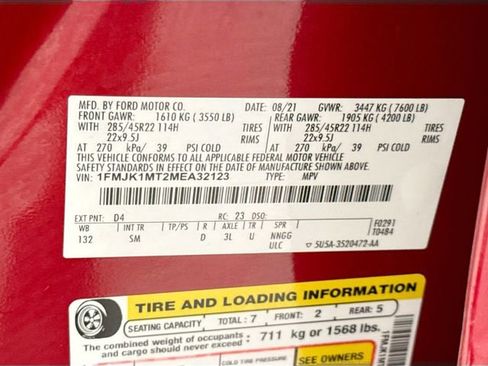 MFD. BY FORD MOTOR CO. 08/21 GVWR: 3447 KG (7600 LB)
FRONT GAWR: 1610 KG (3550 LB) REAR GAWR: 1905 KG (4200 LB)
WITH 285/45R22 114H TIRES WITH 285/45R22 114H TIRES
22x9.5J RIMS 22x9.5J RIMS
AT 270 kPa/ 39 PSI COLD AT 270 kPa/ 39 PSI COLD
THIS VEHICLE CONFORMS TO ALL APPLICABLE FEDERAL MOTOR VEHICLE
SAFETY STANDARDS IN EFFECT ON THE DATE OF MANUFACTURE SHOWN ABOVE.
VIN: 1FMJK1MT2MEA32123 TYPE: MPV
EXT PNT: D4 RC: 23 DSO:
WB INT TR TP/PS R AXLE TR SPR F0291
132 SM D 3L U NNGG T0484
ULC 5U5A-3520472-AA
TIRE AND LOADING INFORMATION
SEATING CAPACITY TOTAL: 7 FRONT: 2 REAR: 5
The combined weight of occupants
and cargo should never exceed: 711 kg or 1568 lbs.
COLD TIRE PRESSURE
SEE OWNERS